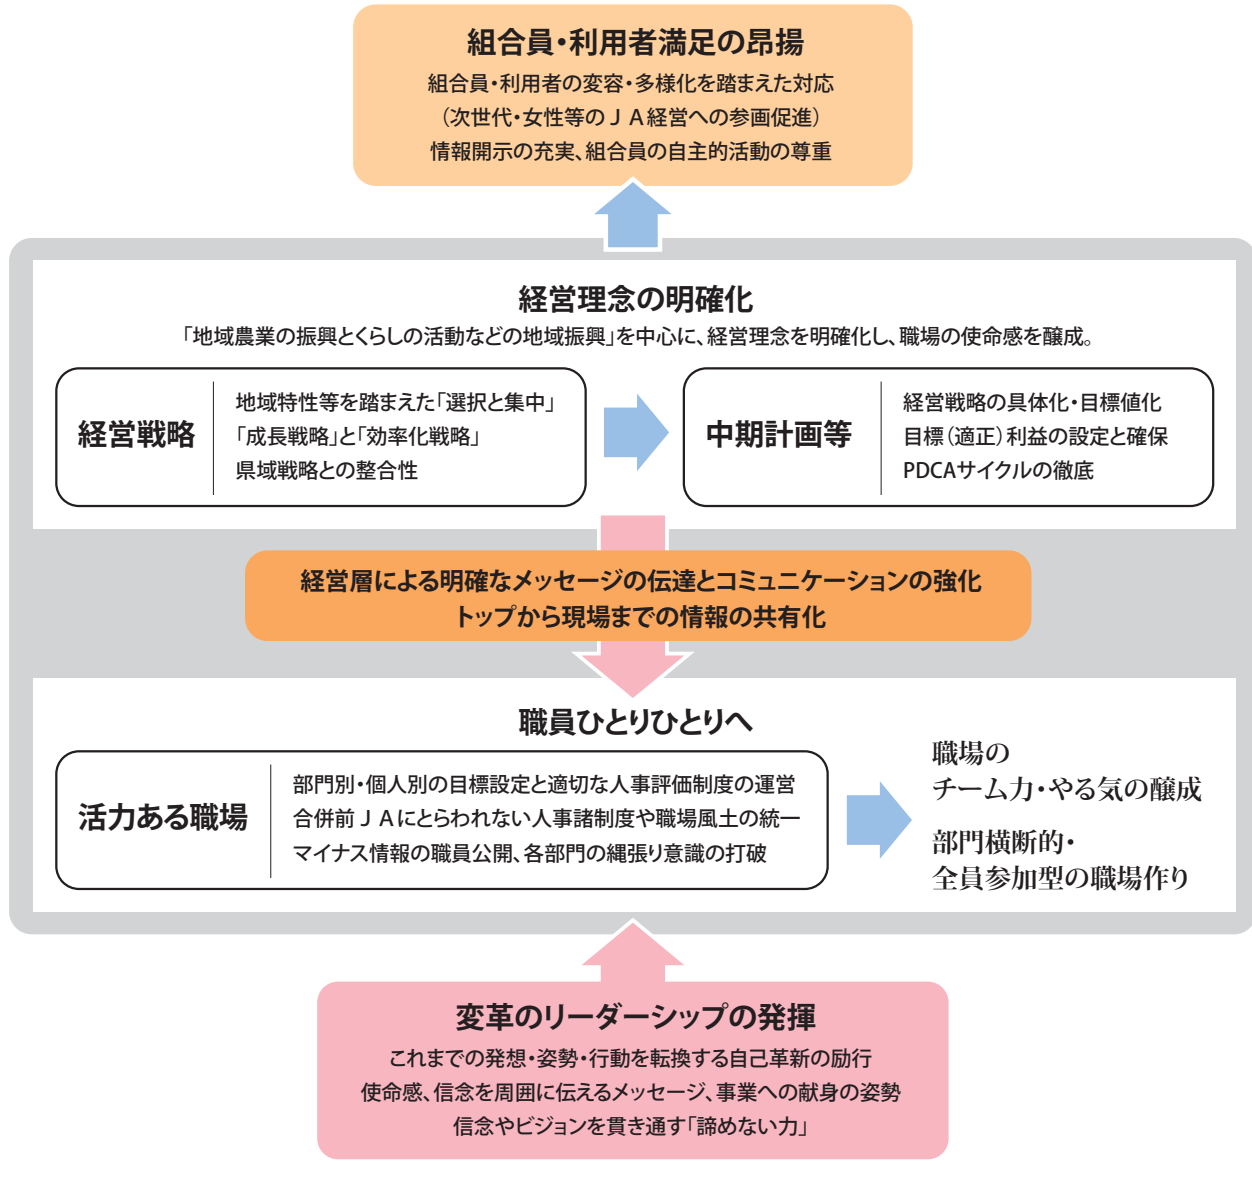 組合員・利用者満足の昂揚
組合員・利用者の変容・多様化を踏まえた対応
（次世代・女性等のＪＡ経営への参画促進）
情報開示の充実、組合員の自主的活動の尊重
経営理念の明確化
「地域農業の振興とくらしの活動などの地域振興」を中心に、経営理念を明確化し、職場の使命感を醸成。
経営戦略
地域特性等を踏まえた「選択と集中」
「成長戦略」と「効率化戦略」
県域戦略との整合性
中期計画等
経営戦略の具体化・目標値化
目標（適正）利益の設定と確保
PDCAサイクルの徹底
経営層による明確なメッセージの伝達とコミュニケーションの強化
トップから現場までの情報の共有化
職員ひとりひとりへ
活力ある職場
部門別・個人別の目標設定と適切な人事評価制度の運営
合併前ＪＡにとらわれない人事諸制度や職場風土の統一
マイナス情報の職員公開、各部門の縄張り意識の打破
職場の
チーム力・やる気の醸成
部門横断的・
全員参加型の職場作り
変革のリーダーシップの発揮
これまでの発想・姿勢・行動を転換する自己革新の励行
使命感、信念を周囲に伝えるメッセージ、事業への献身の姿勢
信念やビジョンを貫き通す「諦めない力」